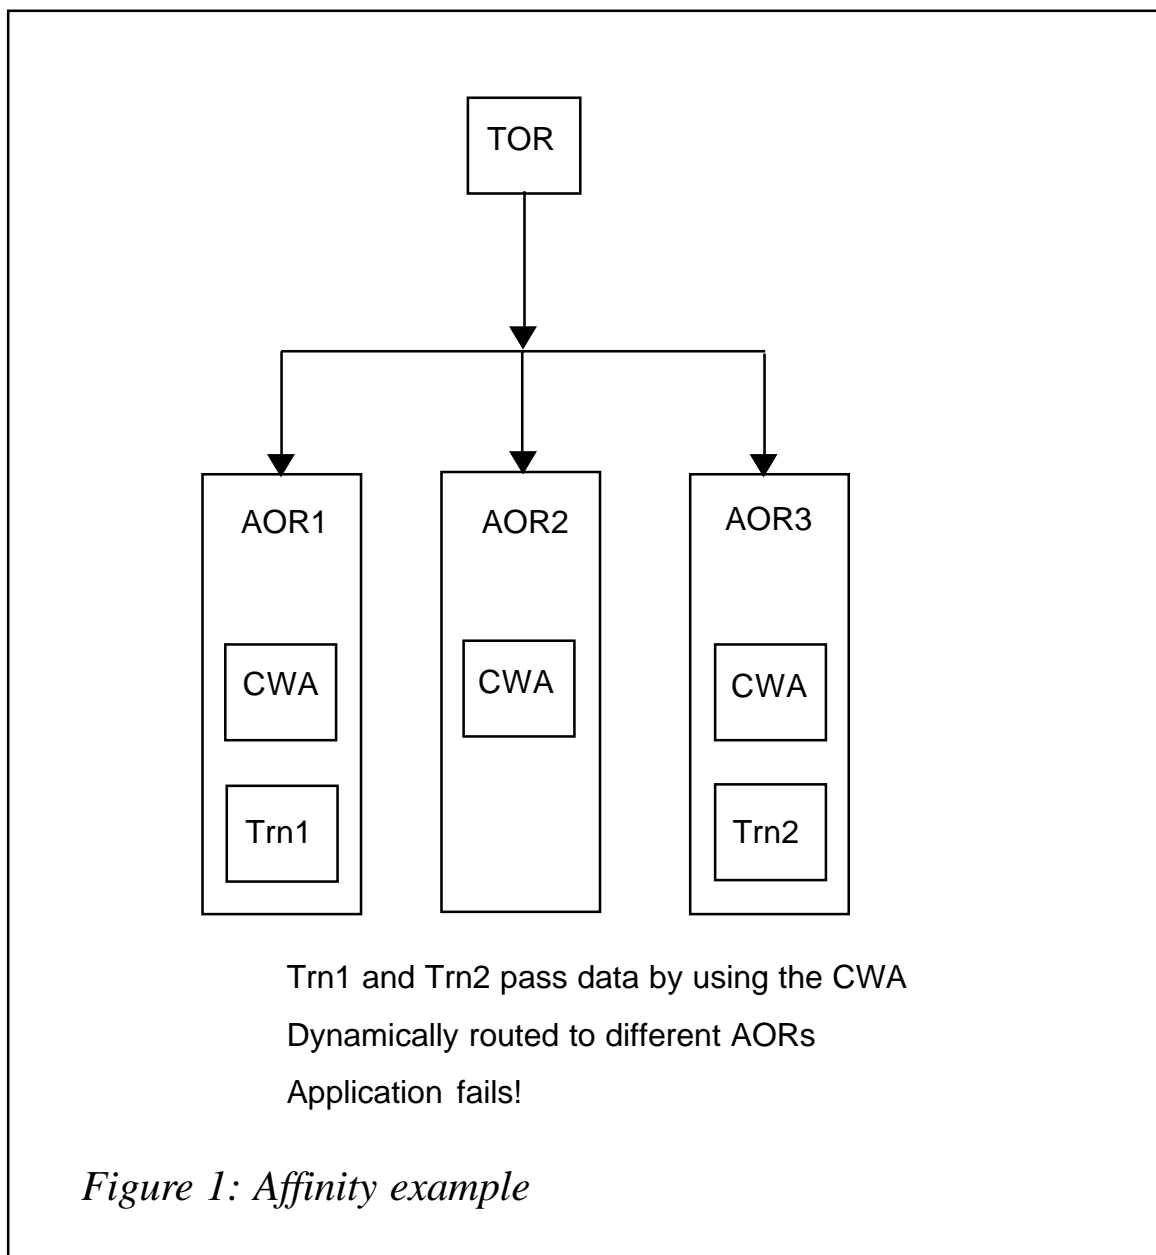 TOR
AOR1
AOR2
AOR3
CWA
CWA
CWA
Trn1
Trn2
Trn1 and Trn2 pass data by using the CWA
Dynamically routed to different AORs
Application fails!
Figure 1: Affinity example